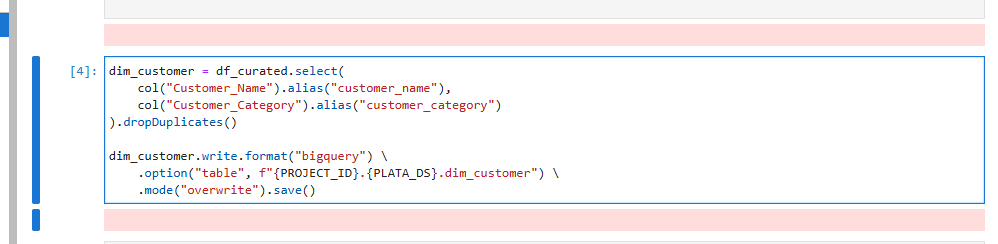 [4]:
dim_customer = df_curated.select(
    col("Customer_Name").alias("customer_name"),
    col("Customer_Category").alias("customer_category")
).dropDuplicates()
dim_customer.write.format("bigquery") \
    .option("table", f"{PROJECT_ID}.{PLATA_DS}.dim_customer") \
    .mode("overwrite").save()